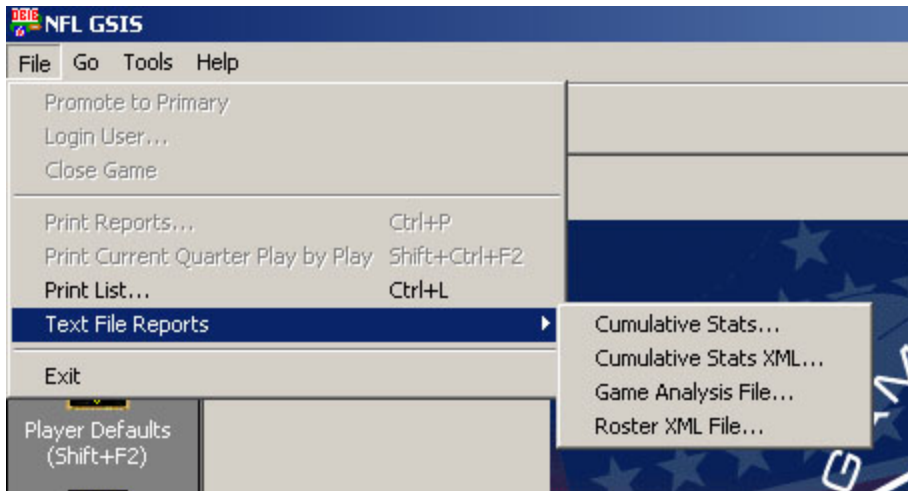 NFL GSIS
File Go Tools Help
Promote to Primary
Login User...
Close Game
Print Reports... Ctrl+P
Print Current Quarter Play by Play Shift+Ctrl+F2
Print List... Ctrl+L
Text File Reports
Exit
Cumulative Stats...
Cumulative Stats XML...
Game Analysis File...
Roster XML File...
Player Defaults
(Shift+F2)